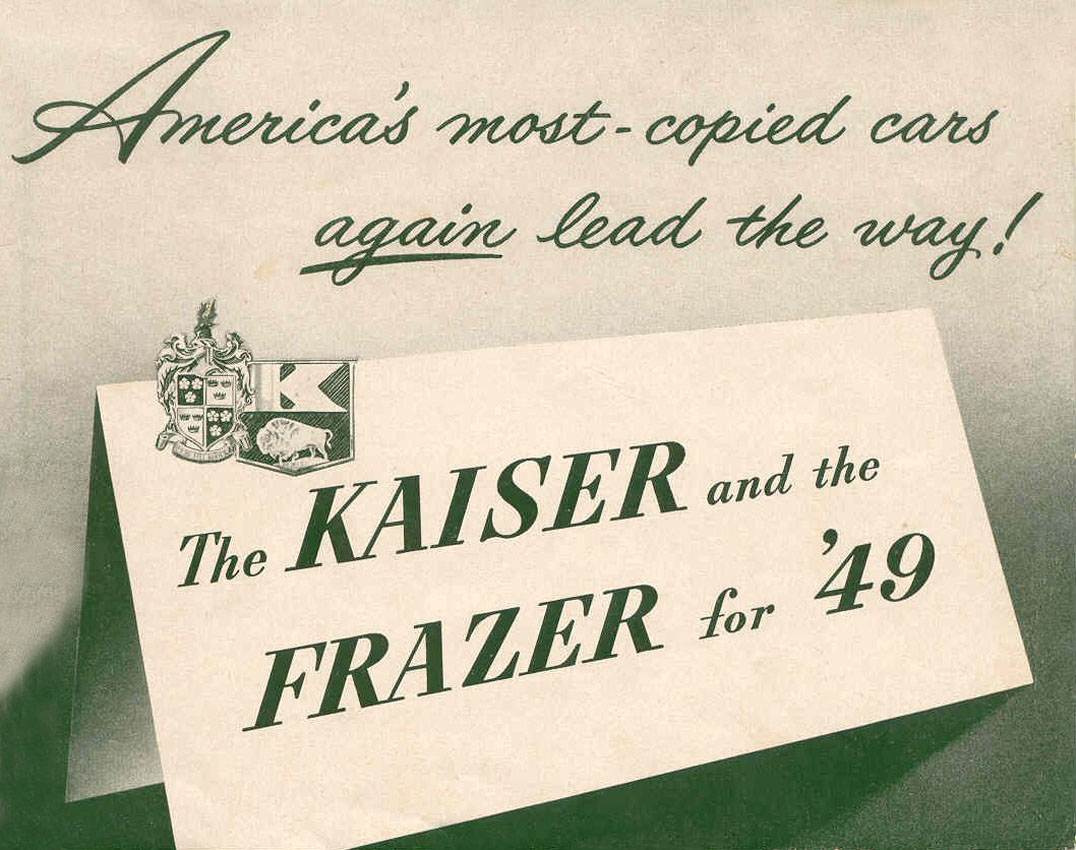 America's most-copied cars
again lead the way!
K
The KAISER and the
FRAZER for '49